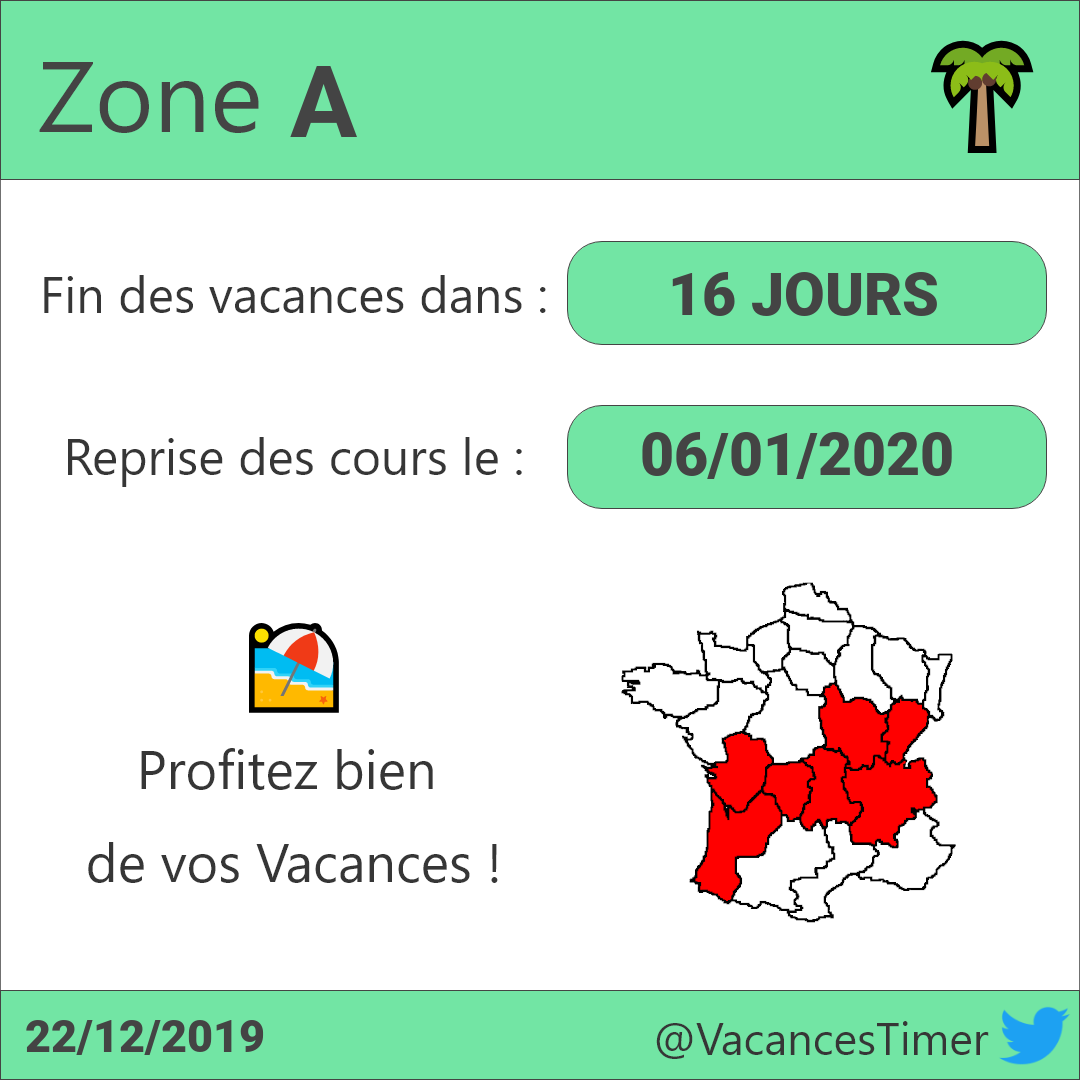 Zone A
Fin des vacances dans : 16 JOURS
Reprise des cours le : 06/01/2020
Profitez bien
de vos Vacances !
22/12/2019 @VacancesTimer